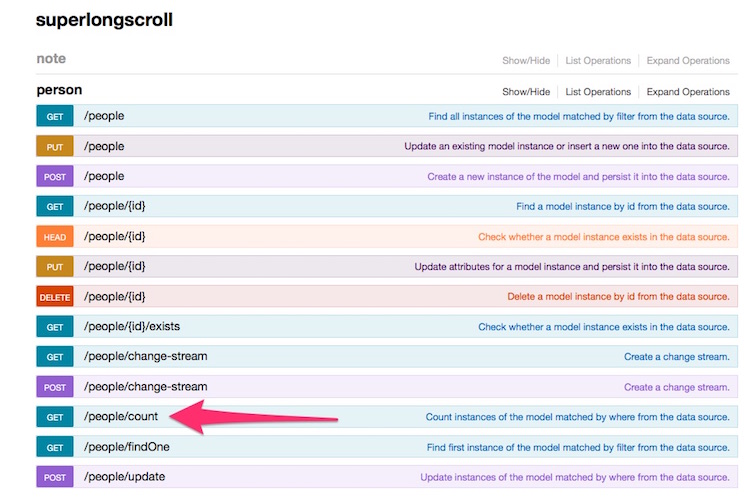 superlongscroll
note Show/Hide List Operations Expand Operations
person Show/Hide List Operations Expand Operations
GET /people Find all instances of the model matched by filter from the data source.
PUT /people Update an existing model instance or insert a new one into the data source.
POST /people Create a new instance of the model and persist it into the data source.
GET /people/{id} Find a model instance by id from the data source.
HEAD /people/{id} Check whether a model instance exists in the data source.
PUT /people/{id} Update attributes for a model instance and persist it into the data source.
DELETE /people/{id} Delete a model instance by id from the data source.
GET /people/{id}/exists Check whether a model instance exists in the data source.
GET /people/change-stream Create a change stream.
POST /people/change-stream Create a change stream.
GET /people/count Count instances of the model matched by where from the data source.
GET /people/findOne Find first instance of the model matched by filter from the data source.
POST /people/update Update instances of the model matched by where from the data source.